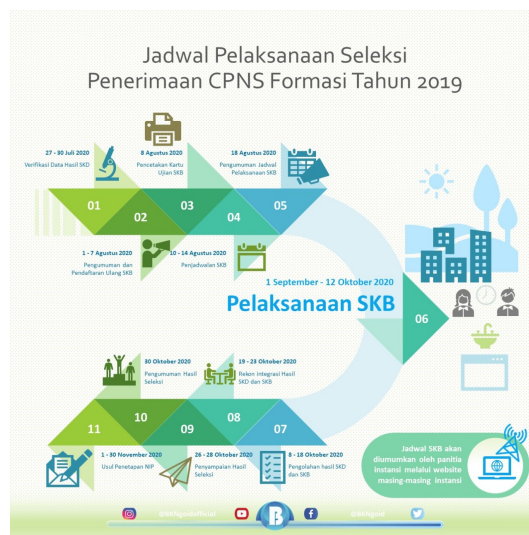 Jadwal Pelaksanaan Seleksi
Penerimaan CPNS Formasi Tahun 2019
27 - 30 Juli 2020
Verifikasi Data Hasil SKD
8 Agustus 2020
Pencetakan Kartu
Ujian SKB
18 Agustus 2020
Pengumuman Jadwal
Pelaksanaan SKB
01
02
03
04
05
1 - 7 Agustus 2020
Pengumuman dan
Pendaftaran Ulang SKB
10 - 14 Agustus 2020
Penjadwalan SKB
1 September - 12 Oktober 2020
Pelaksanaan SKB
06
30 Oktober 2020
Pengumuman Hasil
Seleksi
19 - 23 Oktober 2020
Rekon Integrasi Hasil
SKD dan SKB
11
10
09
08
07
1 - 30 November 2020
Usul Penetapan NIP
26 - 28 Oktober 2020
Penyampaian Hasil
Seleksi
8 - 18 Oktober 2020
Pengolahan hasil SKD
dan SKB
Jadwal SKB akan
diumumkan oleh panitia
instansi melalui website
masing-masing instansi
@BKNgoidofficial
@BKNgoid